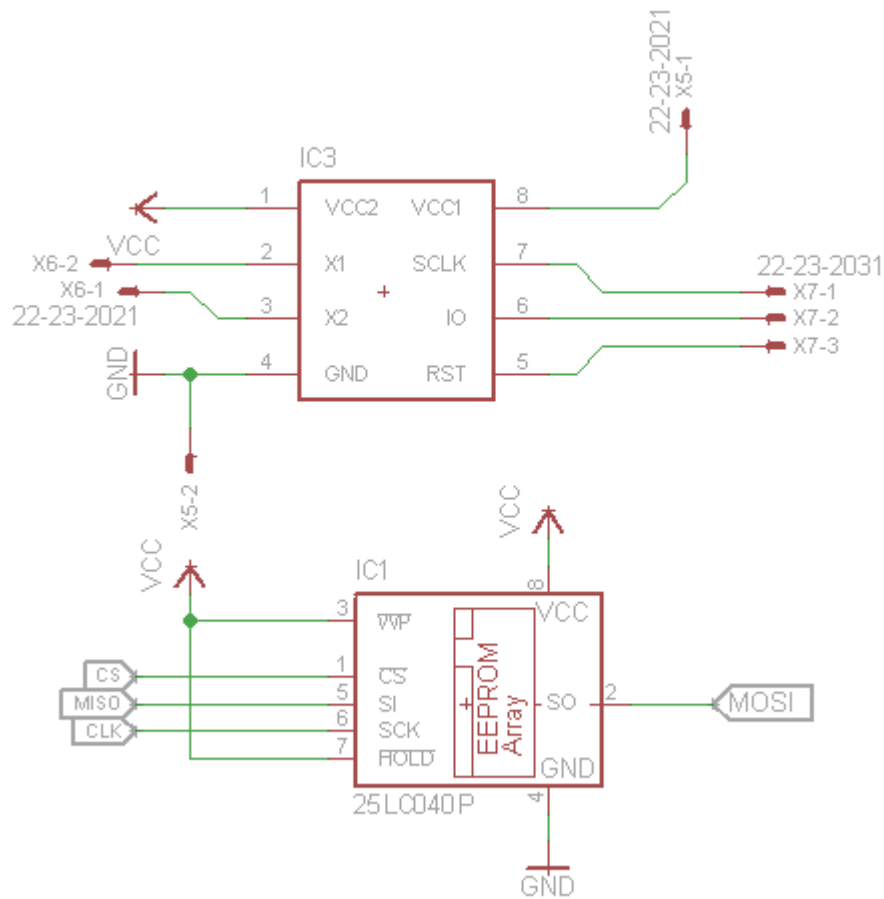 22-23-2021
X5-1
IC3
1 VCC2 VCC1 8
VCC
X6-2 2 X1 SCLK 7
22-23-2031
X6-1
X7-1
22-23-2021 3 X2 IO 6 X7-2
X7-3
GND 4 GND RST 5
X5-2
VCC
VCC
IC1
8
VCC
3 WP
CS 1 CS
MISO 5 SI
CLK 6 SCK
7 HOLD
EEPROM
Array
SO 2 MOSI
GND
4
25LC040P
GND